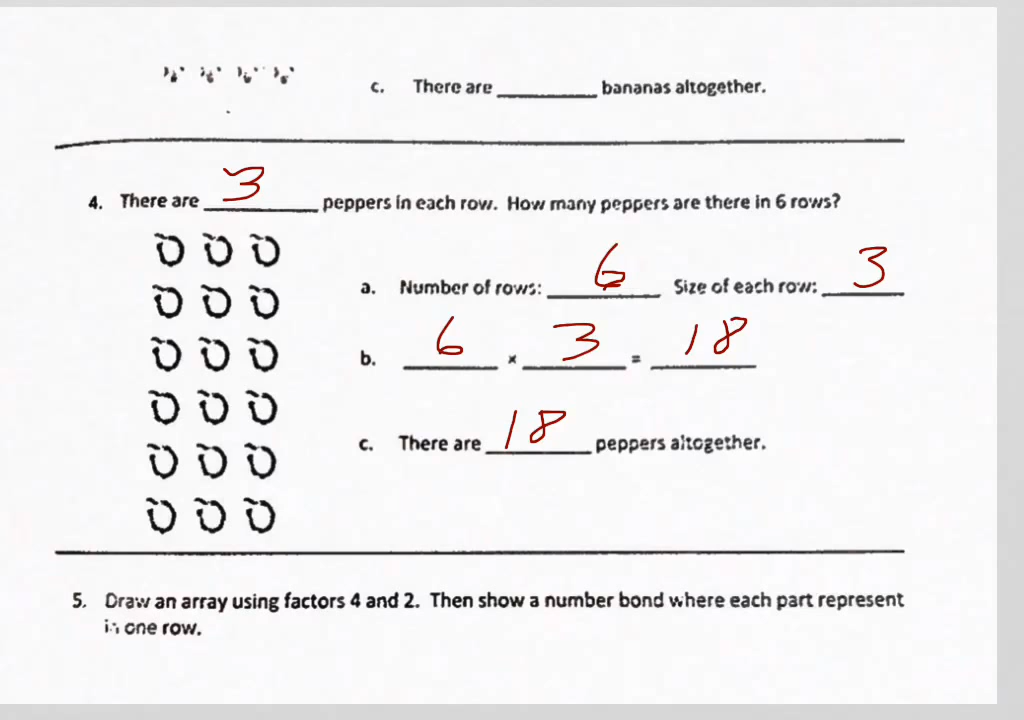 c. There are ________ bananas altogether.
4. There are 3 peppers in each row. How many peppers are there in 6 rows?
a. Number of rows: 6 Size of each row: 3
b. 6 × 3 = 18
c. There are 18 peppers altogether.
5. Draw an array using factors 4 and 2. Then show a number bond where each part represent
in one row.